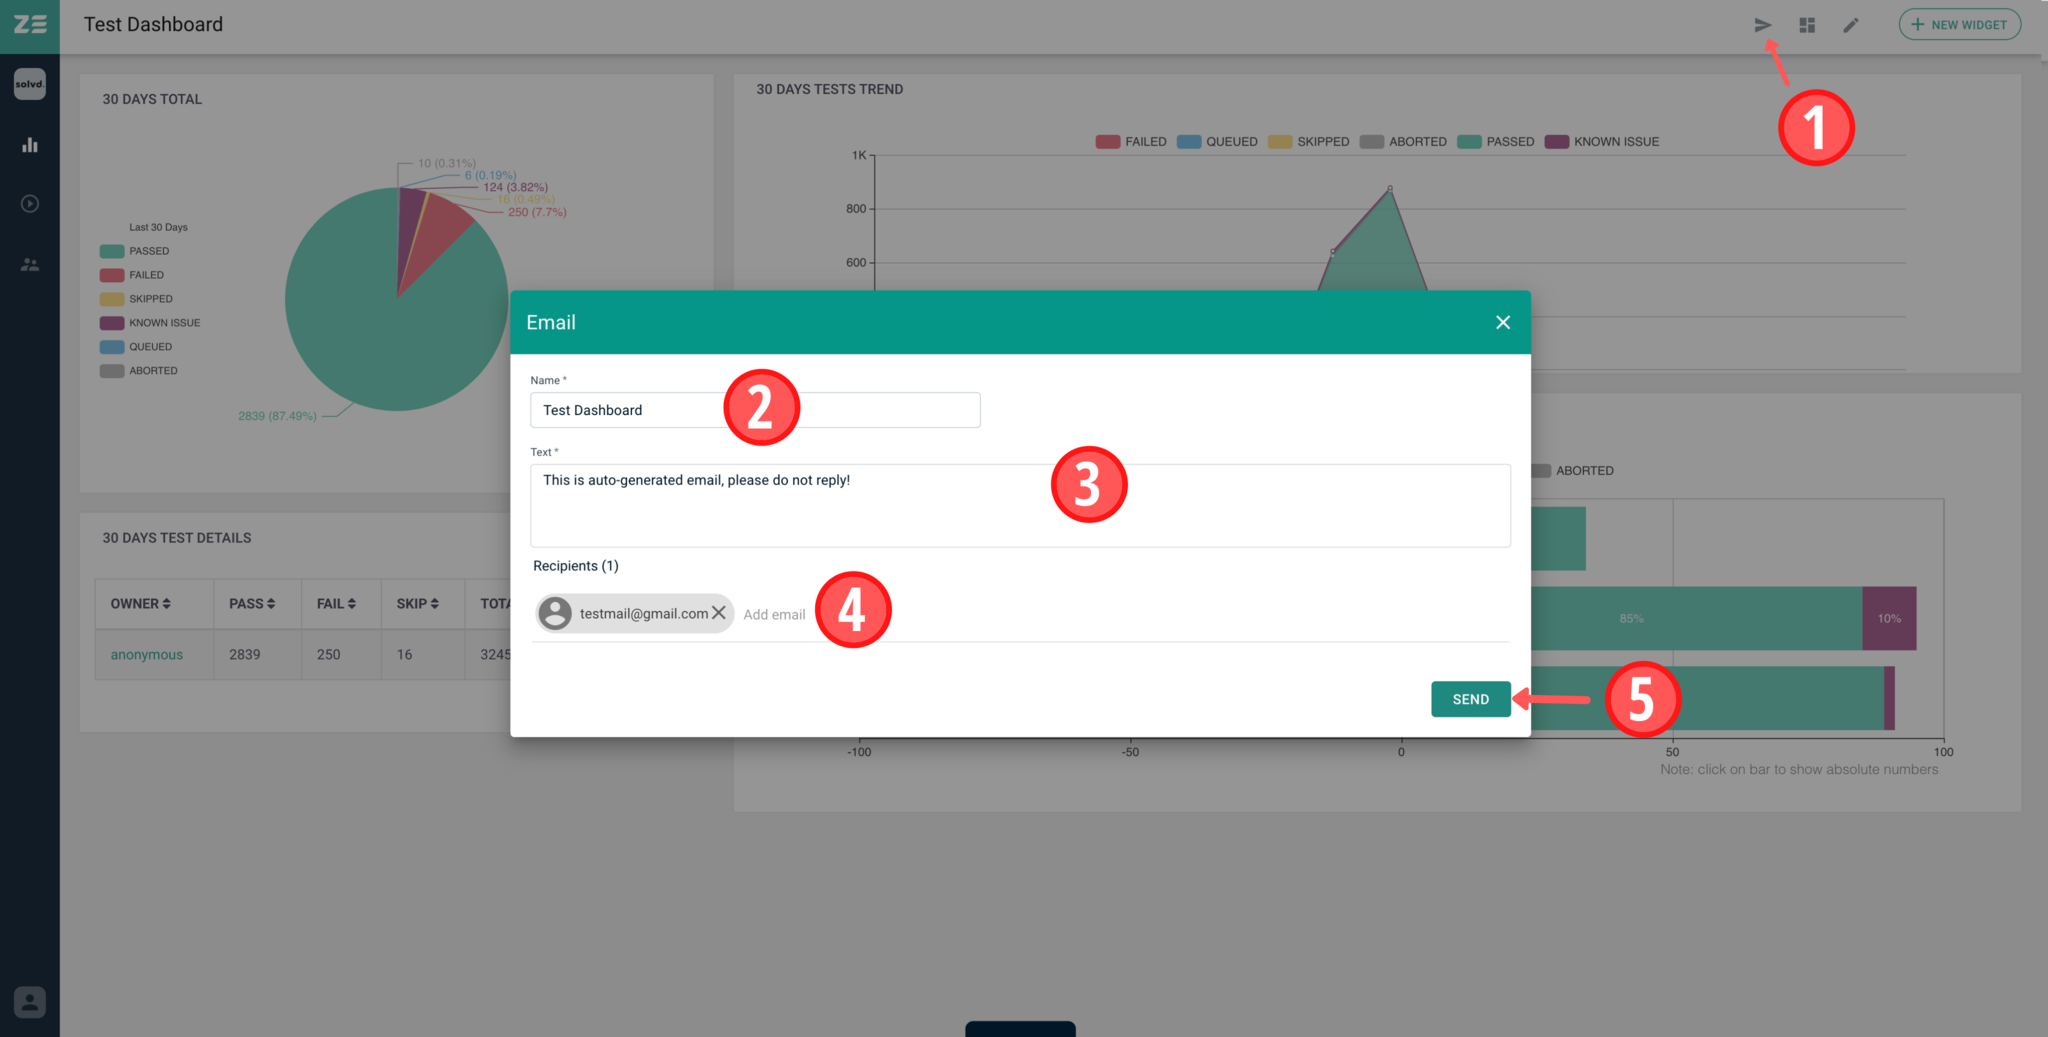 ZE
Test Dashboard
NEW WIDGET
solvd.
1
30 DAYS TOTAL
10 (0.31%)
6 (0.19%)
124 (3.82%)
16 (0.49%)
250 (7.7%)
Last 30 Days
PASSED
FAILED
SKIPPED
KNOWN ISSUE
QUEUED
ABORTED
2839 (87.49%)
30 DAYS TESTS TREND
FAILED QUEUED SKIPPED ABORTED PASSED KNOWN ISSUE
1K
800
600
Email
Name *
Test Dashboard
2
Text *
This is auto-generated email, please do not reply!
3
Recipients (1)
testmail@gmail.com Add email
4
SEND
5
30 DAYS TEST DETAILS
OWNER PASS FAIL SKIP
anonymous 2839 250 16 3245
ABORTED
85% 10%
-100 -50 0 50 100
Note: click on bar to show absolute numbers